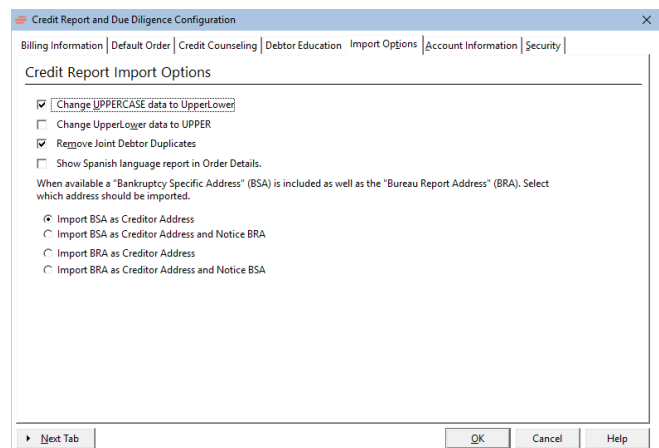 Credit Report and Due Diligence Configuration
Billing Information Default Order Credit Counseling Debtor Education Import Options Account Information Security
Credit Report Import Options
Change UPPERCASE data to UpperLower
Change UpperLower data to UPPER
Remove Joint Debtor Duplicates
Show Spanish language report in Order Details.
When available a "Bankruptcy Specific Address" (BSA) is included as well as the "Bureau Report Address" (BRA). Select
which address should be imported.
Import BSA as Creditor Address
Import BSA as Creditor Address and Notice BRA
Import BRA as Creditor Address
Import BRA as Creditor Address and Notice BSA
Next Tab OK Cancel Help